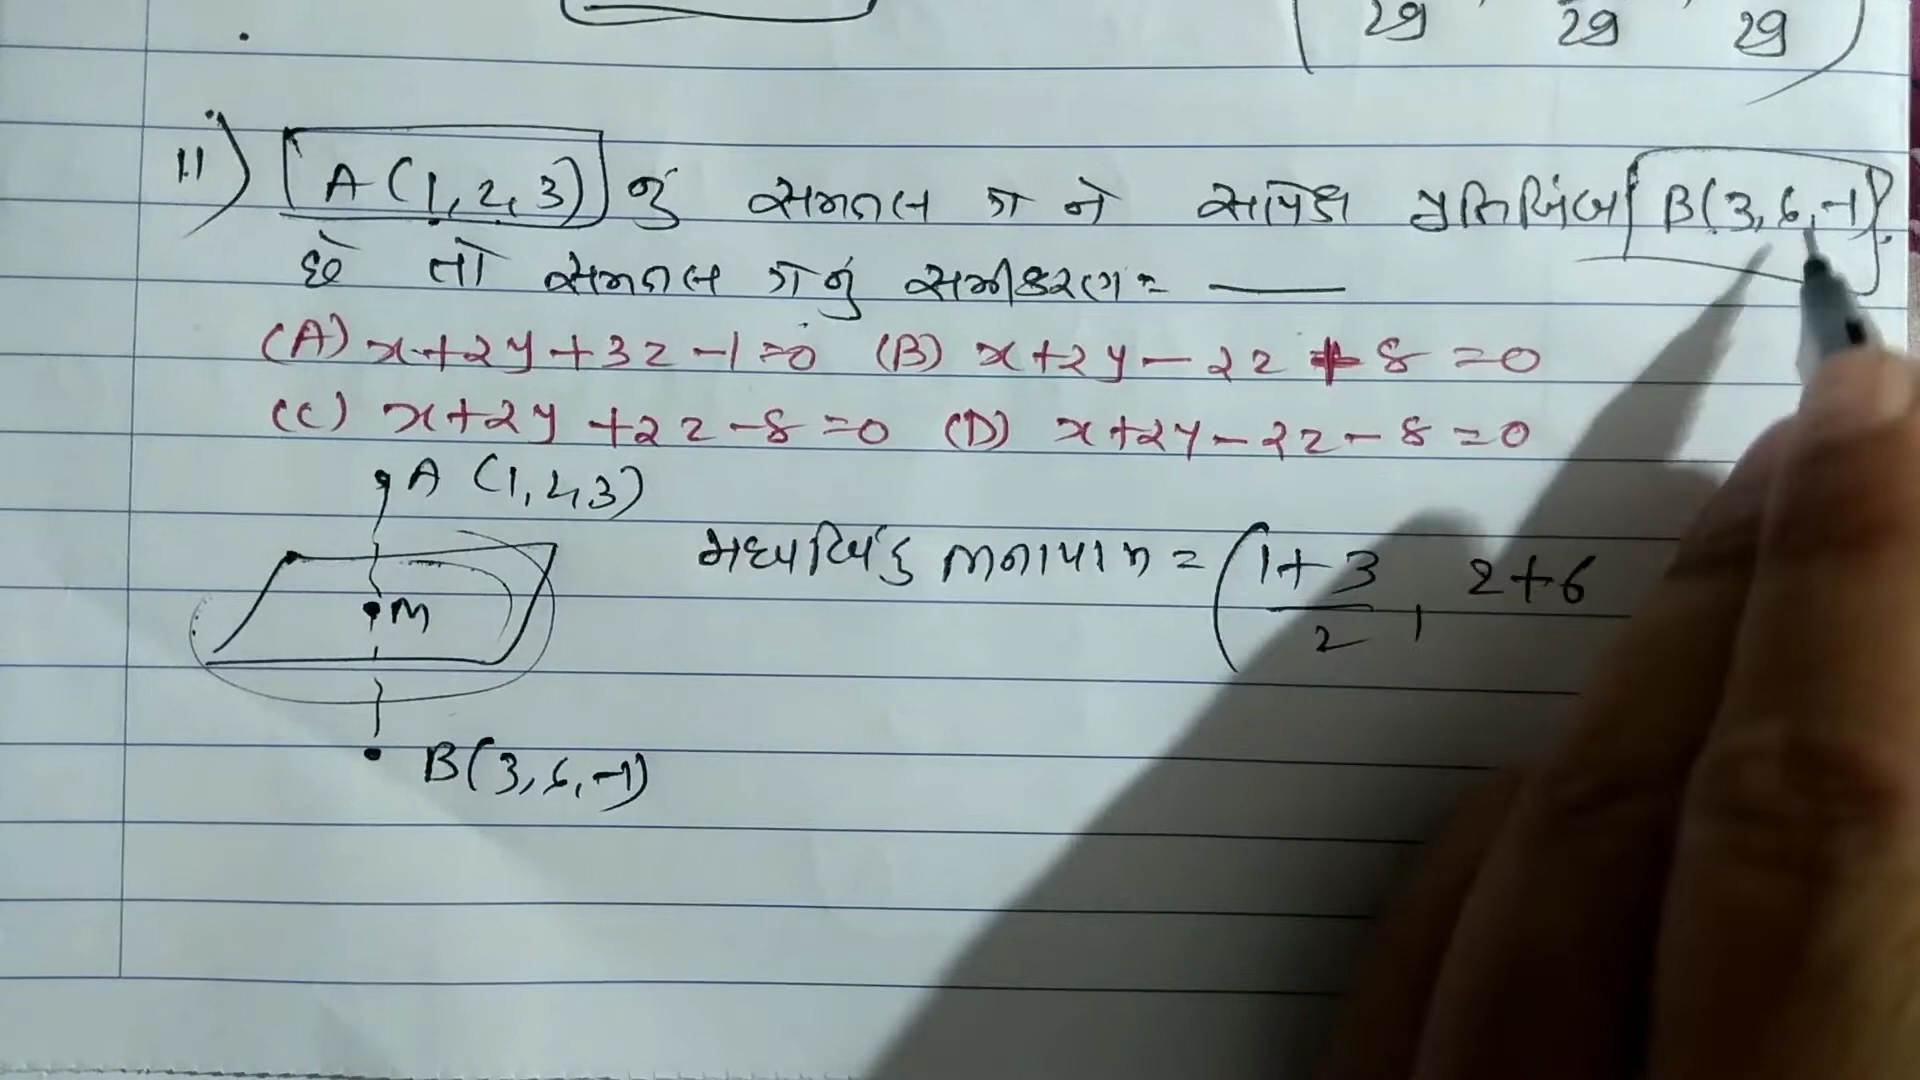 29 29 29
11) A(1,2,3) નું સમતલ π ને સાપેક્ષ પ્રતિબિંબ B(3,6,-1)
છે તો સમતલ π નું સમીકરણ = ____
(A) x+2y+3z-1=0 (B) x+2y-2z+8=0
(C) x+2y+2z-8=0 (D) x+2y-2z-8=0
A (1,2,3)
મધ્યબિંદુ = (1+3/2, 2+6
M
B(3,6,-1)